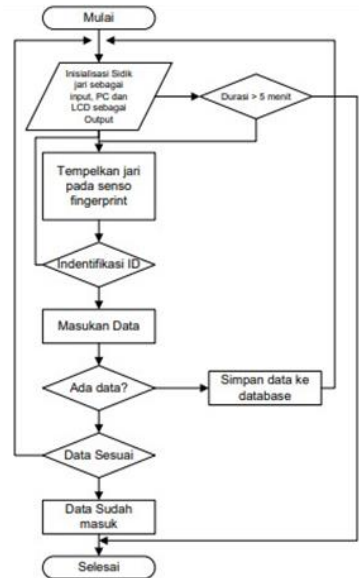 Mulai
Inisialisasi Sidik
jari sebagai
input, PC dan
LCD sebagai
Output
Durasi > 5 menit
Tempelkan jari
pada senso
fingerprint
Indentifikasi ID
Masukan Data
Ada data?
Simpan data ke
database
Data Sesuai
Data Sudah
masuk
Selesai